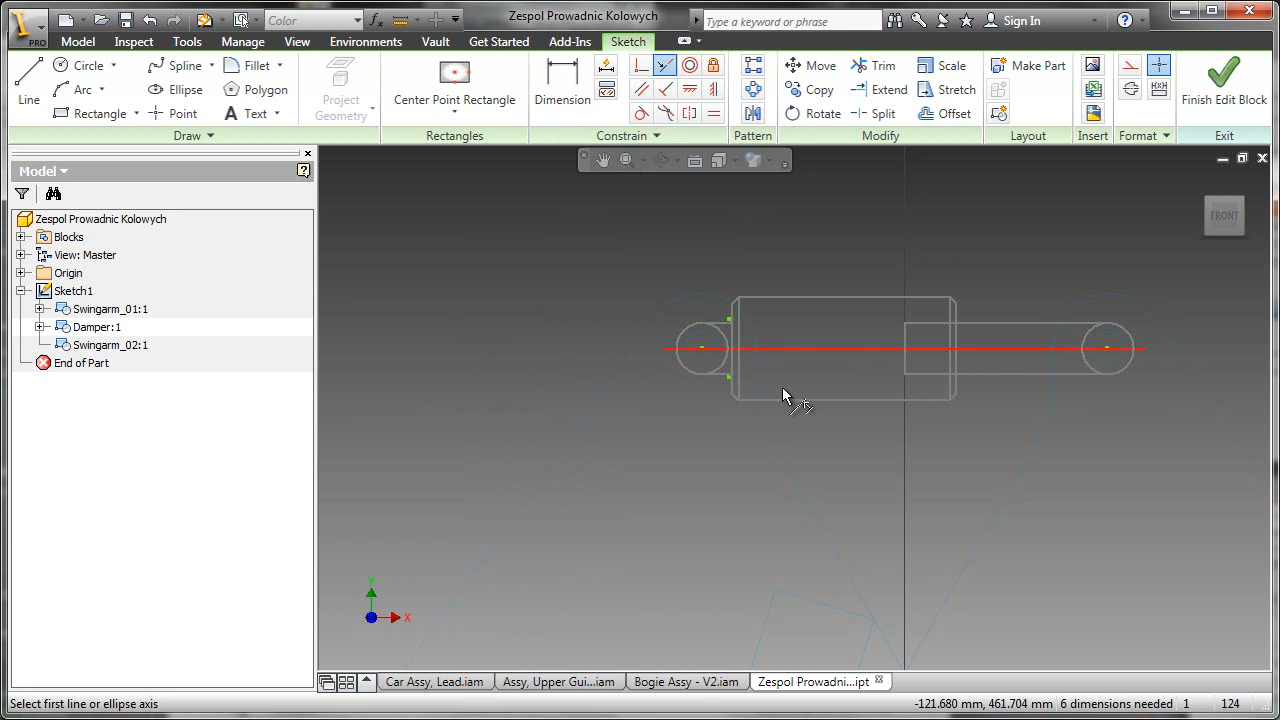 Color
Zespol Prowadnic Kolowych
Type a keyword or phrase
Sign In
PRO
Model Inspect Tools Manage View Environments Vault Get Started Add-Ins Sketch
Circle Spline Fillet
Arc Ellipse Polygon
Rectangle Point Text
Line
Project Geometry
Center Point Rectangle
Dimension
Move Trim Scale
Copy Extend Stretch
Rotate Split Offset
Make Part
Finish Edit Block
Draw Rectangles Constrain Pattern Modify Layout Insert Format Exit
Model
Zespol Prowadnic Kolowych
Blocks
View: Master
Origin
Sketch1
Swingarm_01:1
Damper:1
Swingarm_02:1
End of Part
FRONT
Y
X
Car Assy, Lead.iam Assy, Upper Gui...iam Bogie Assy - V2.iam Zespol Prowadni...ipt
Select first line or ellipse axis
-121.680 mm, 461.704 mm 6 dimensions needed 1 124